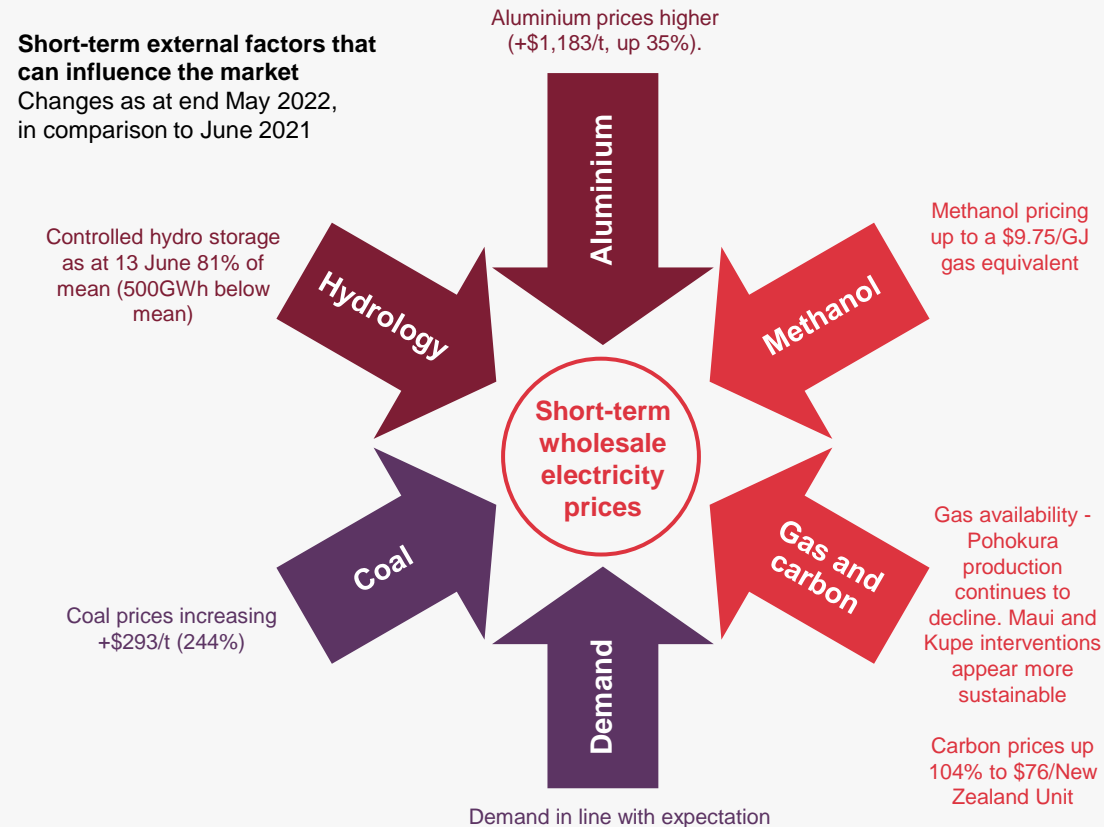 Short-term external factors that
can influence the market
Changes as at end May 2022,
in comparison to June 2021
Aluminium prices higher
(+$1,183/t, up 35%).
Aluminium
Methanol pricing
up to a $9.75/GJ
gas equivalent
Methanol
Controlled hydro storage
as at 13 June 81% of
mean (500GWh below
mean)
Hydrology
Short-term
wholesale
electricity
prices
Coal
Coal prices increasing
+$293/t (244%)
Gas and
carbon
Gas availability -
Pohokura
production
continues to
decline. Maui and
Kupe interventions
appear more
sustainable
Carbon prices up
104% to $76/New
Zealand Unit
Demand
Demand in line with expectation